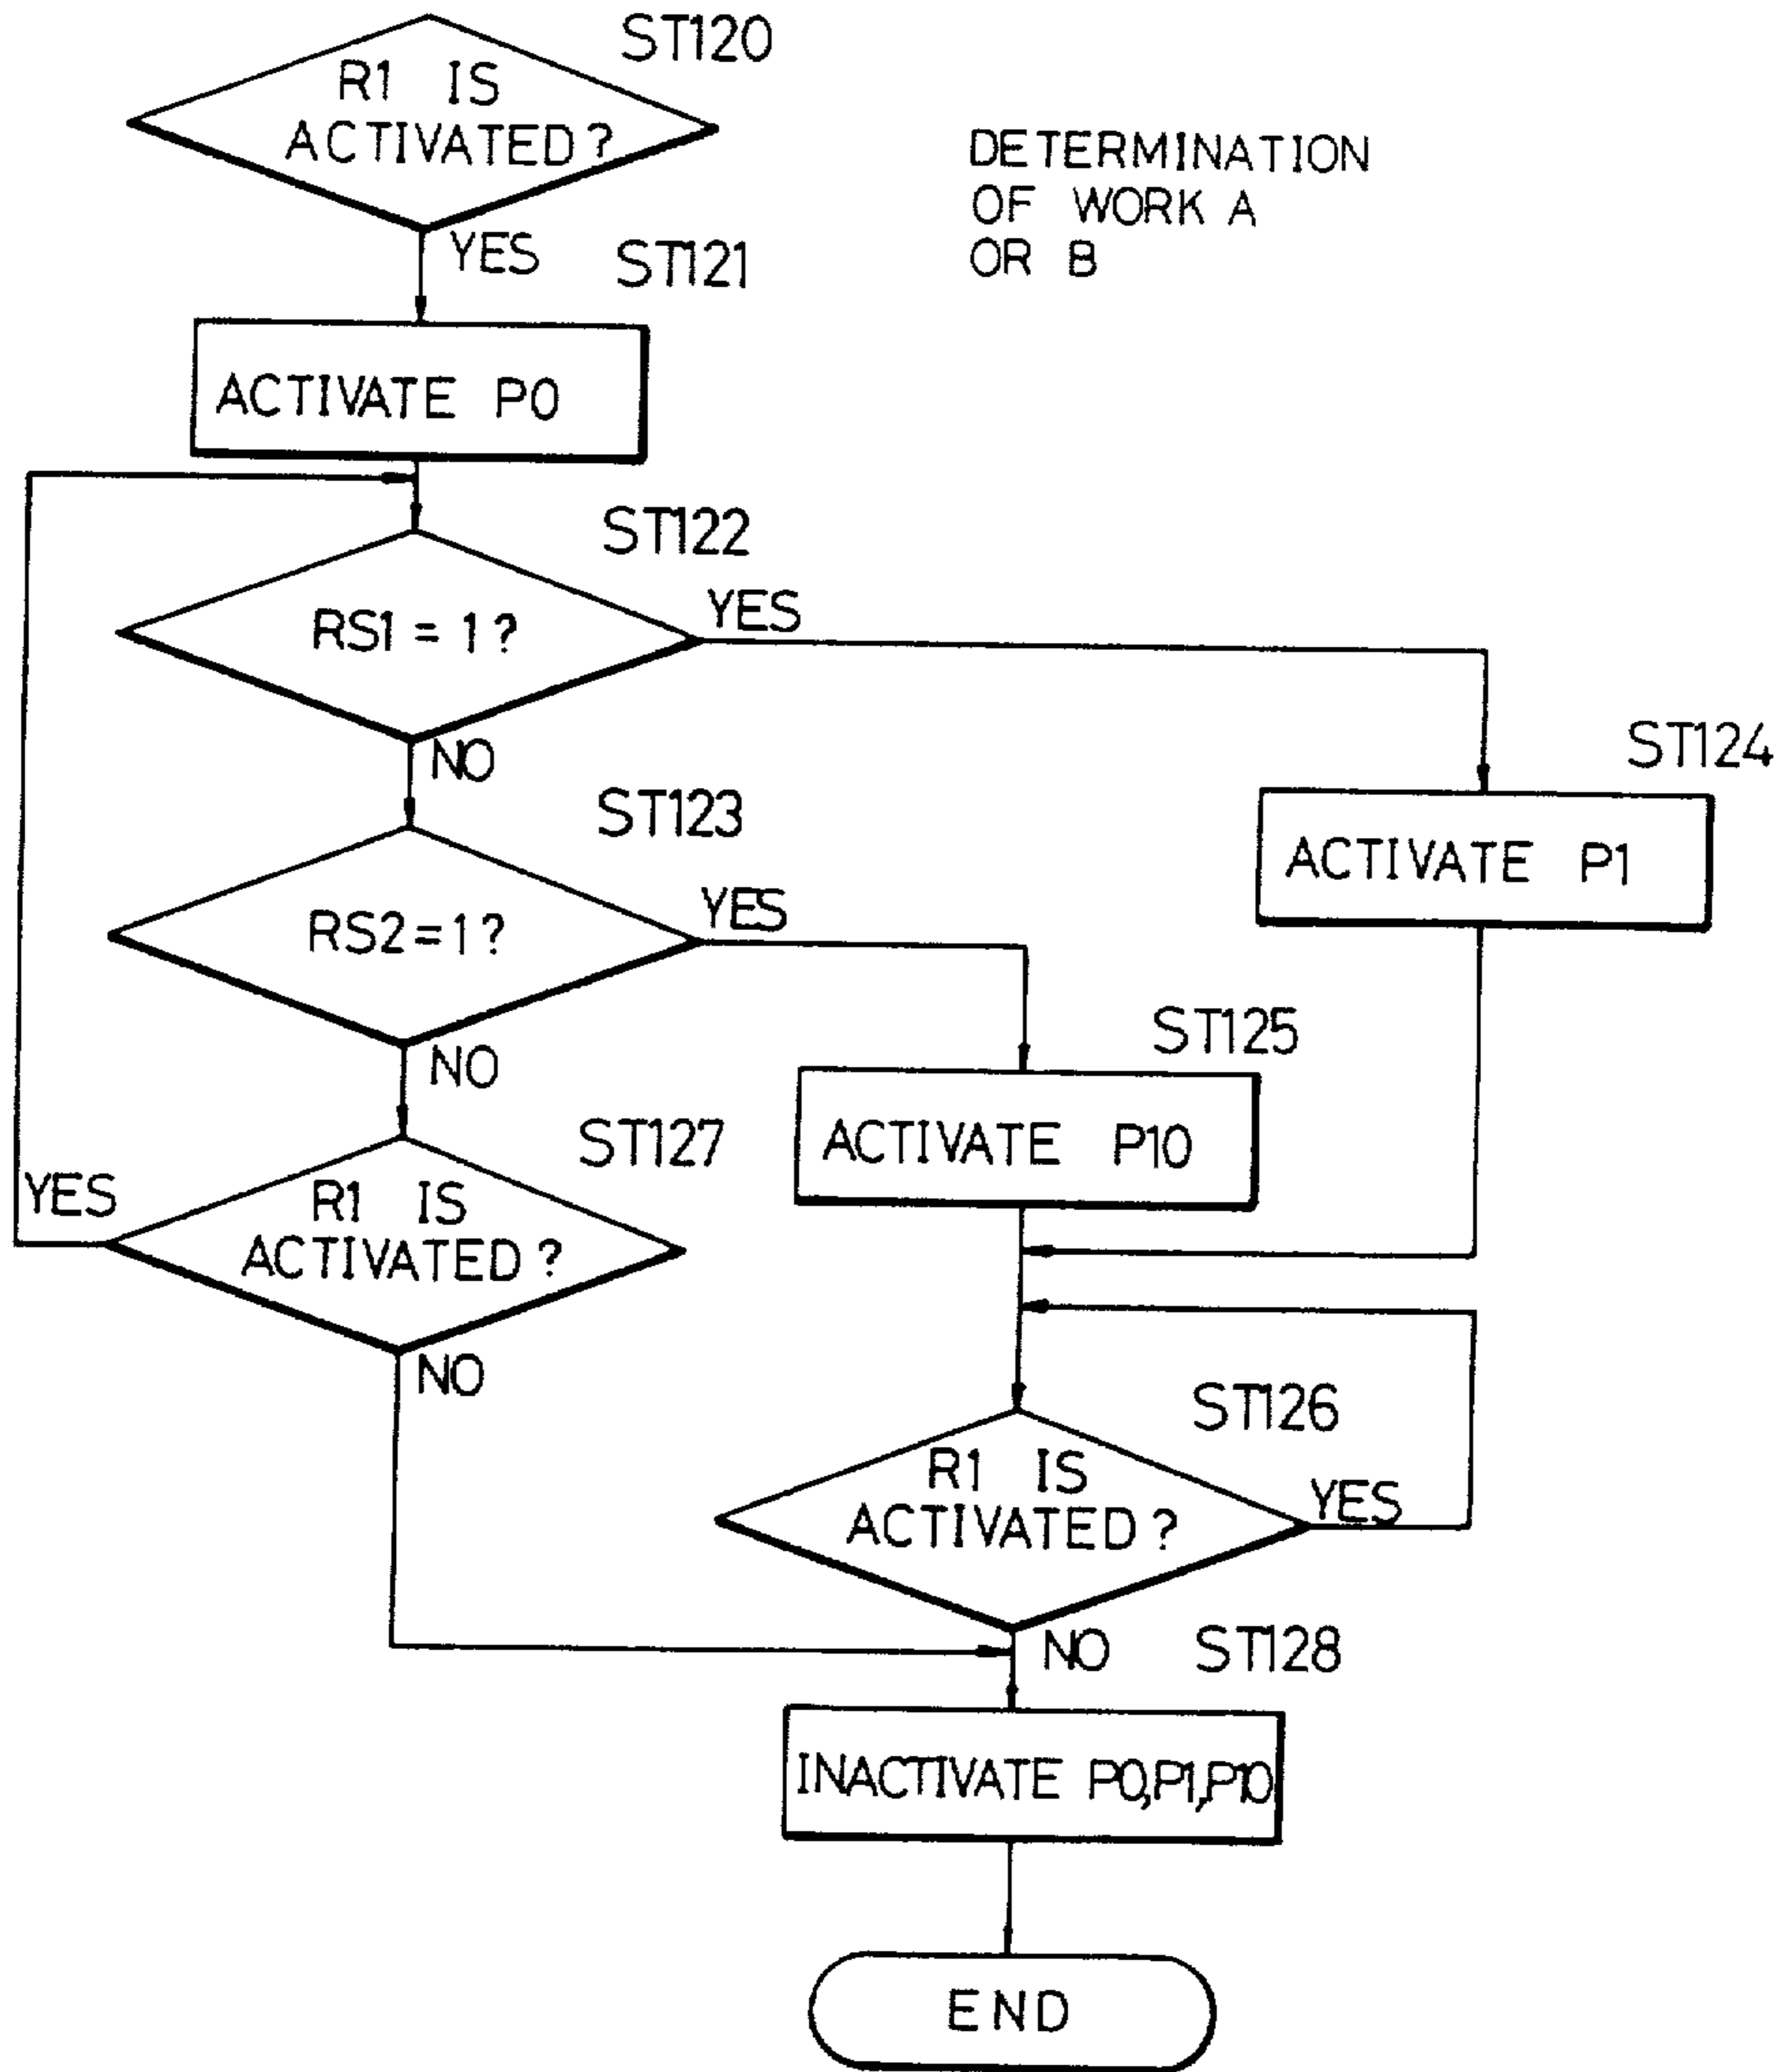 ST120
R1 IS
ACTIVATED?
DETERMINATION
OF WORK A
OR B
YES
ST121
ACTIVATE P0
ST122
RS1 = 1?
YES
NO
ST124
ACTIVATE P1
ST123
RS2=1?
YES
NO
ST125
ACTIVATE P10
ST127
R1 IS
ACTIVATED?
YES
NO
ST126
R1 IS
ACTIVATED?
YES
NO
ST128
INACTIVATE P0,P1,P10
END